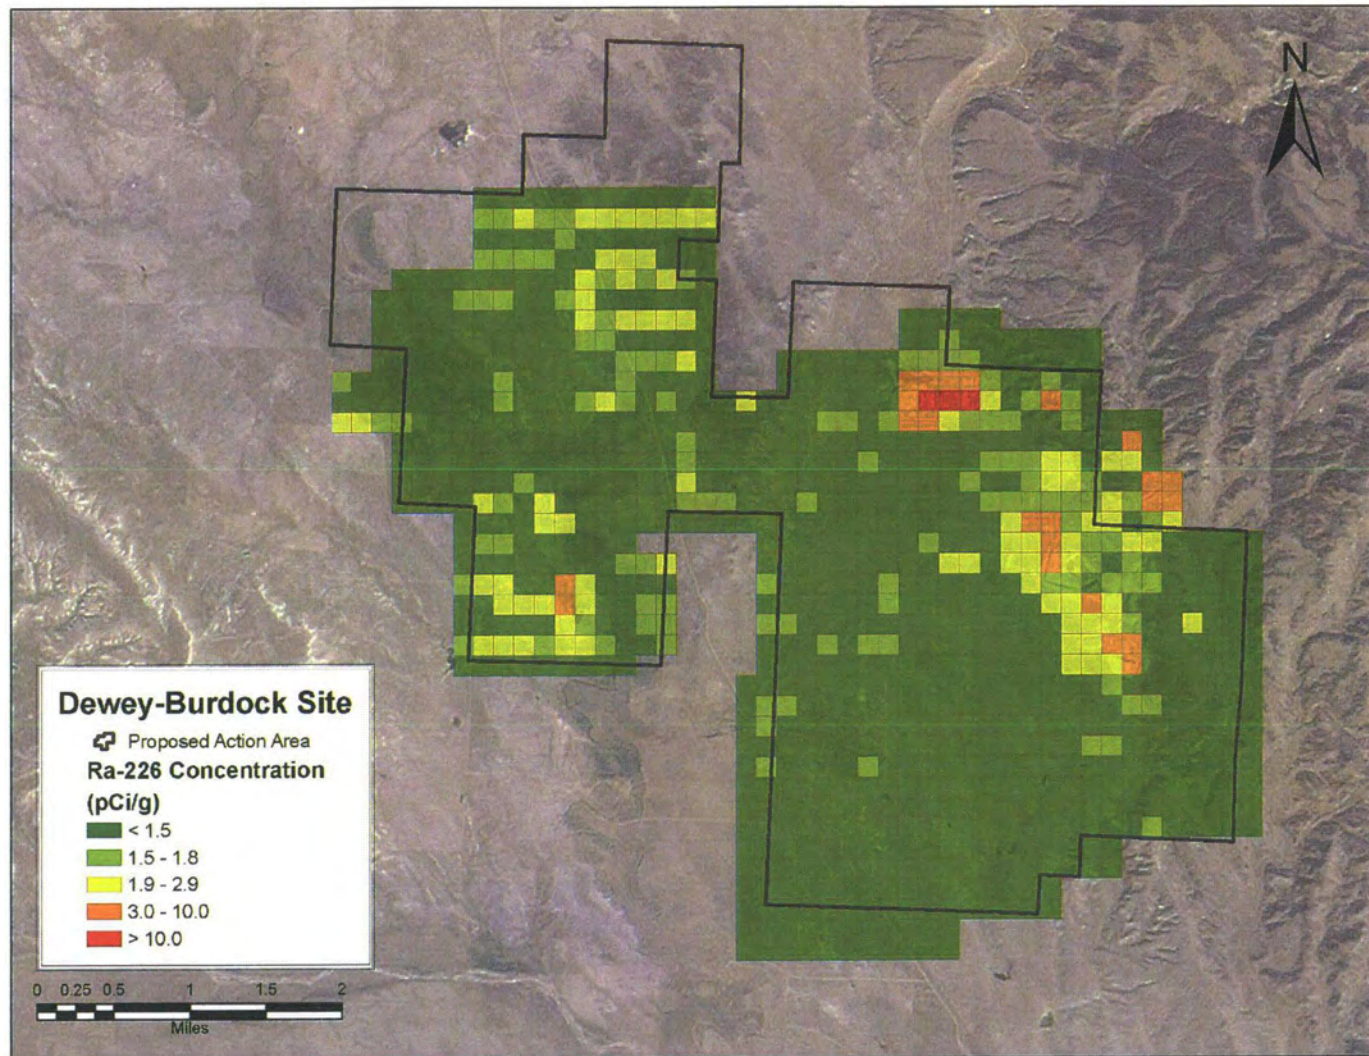 N
Dewey-Burdock Site
Proposed Action Area
Ra-226 Concentration
(pCi/g)
< 1.5
1.5 - 1.8
1.9 - 2.9
3.0 - 10.0
> 10.0
0 0.25 0.5 1 1.5 2
Miles